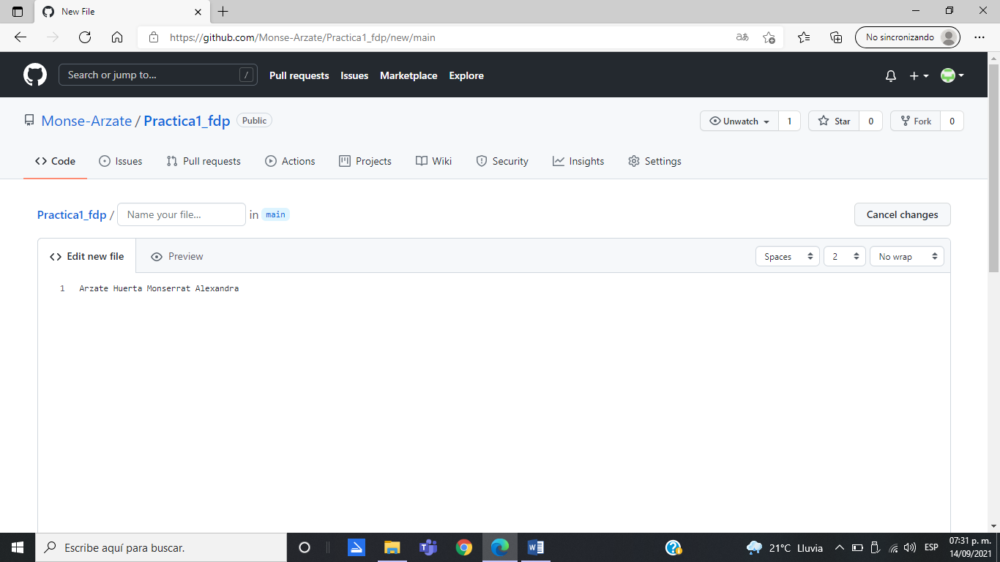 New File
https://github.com/Monse-Arzate/Practica1_fdp/new/main
aあ
No sincronizando
Search or jump to...
/
Pull requests
Issues
Marketplace
Explore
Monse-Arzate / Practica1_fdp
Public
Unwatch
1
Star
0
Fork
0
Code
Issues
Pull requests
Actions
Projects
Wiki
Security
Insights
Settings
Practica1_fdp / Name your file... in main
Cancel changes
Edit new file
Preview
Spaces
2
No wrap
1 Arzate Huerta Monserrat Alexandra
Escribe aquí para buscar.
21°C Lluvia
ESP
07:31 p. m.
14/09/2021